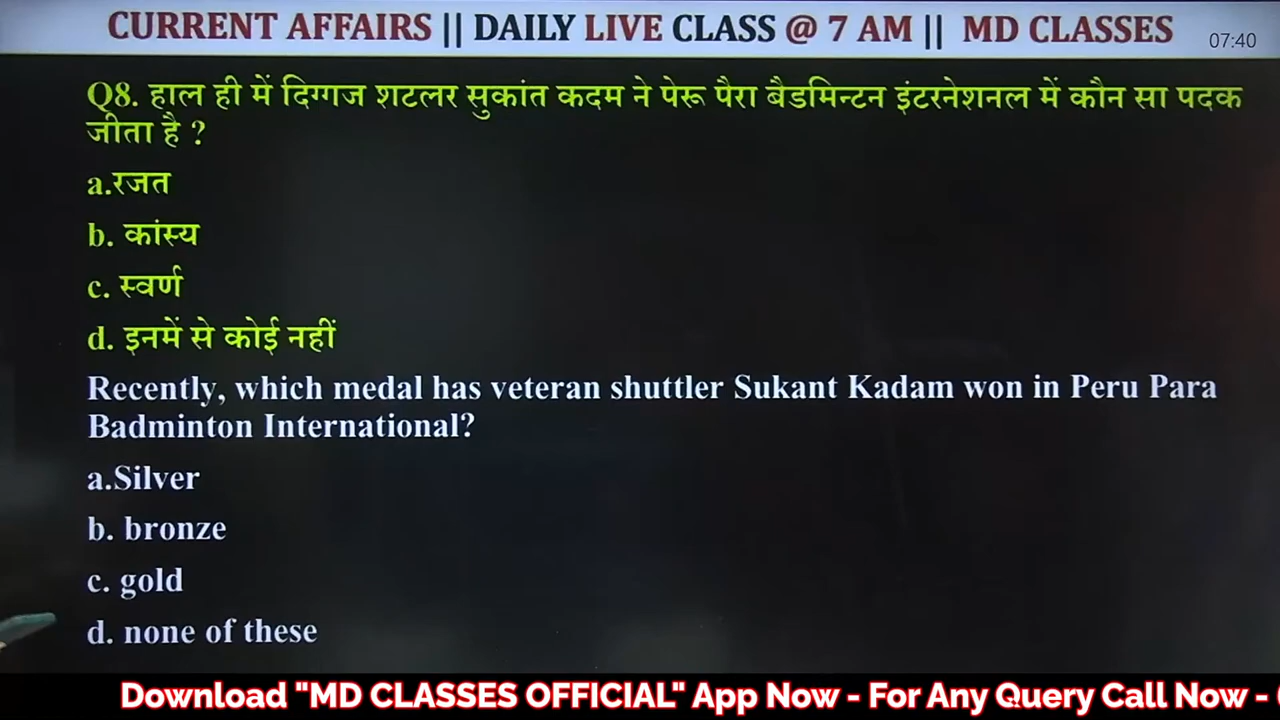 CURRENT AFFAIRS || DAILY LIVE CLASS @ 7 AM || MD CLASSES
07:40
Q8. हाल ही में दिग्गज शटलर सुकांत कदम ने पेरू पैरा बैडमिन्टन इंटरनेशनल में कौन सा पदक
जीता है ?
a.रजत
b. कांस्य
c. स्वर्ण
d. इनमें से कोई नहीं
Recently, which medal has veteran shuttler Sukant Kadam won in Peru Para
Badminton International?
a.Silver
b. bronze
c. gold
d. none of these
Download "MD CLASSES OFFICIAL" App Now - For Any Query Call Now -